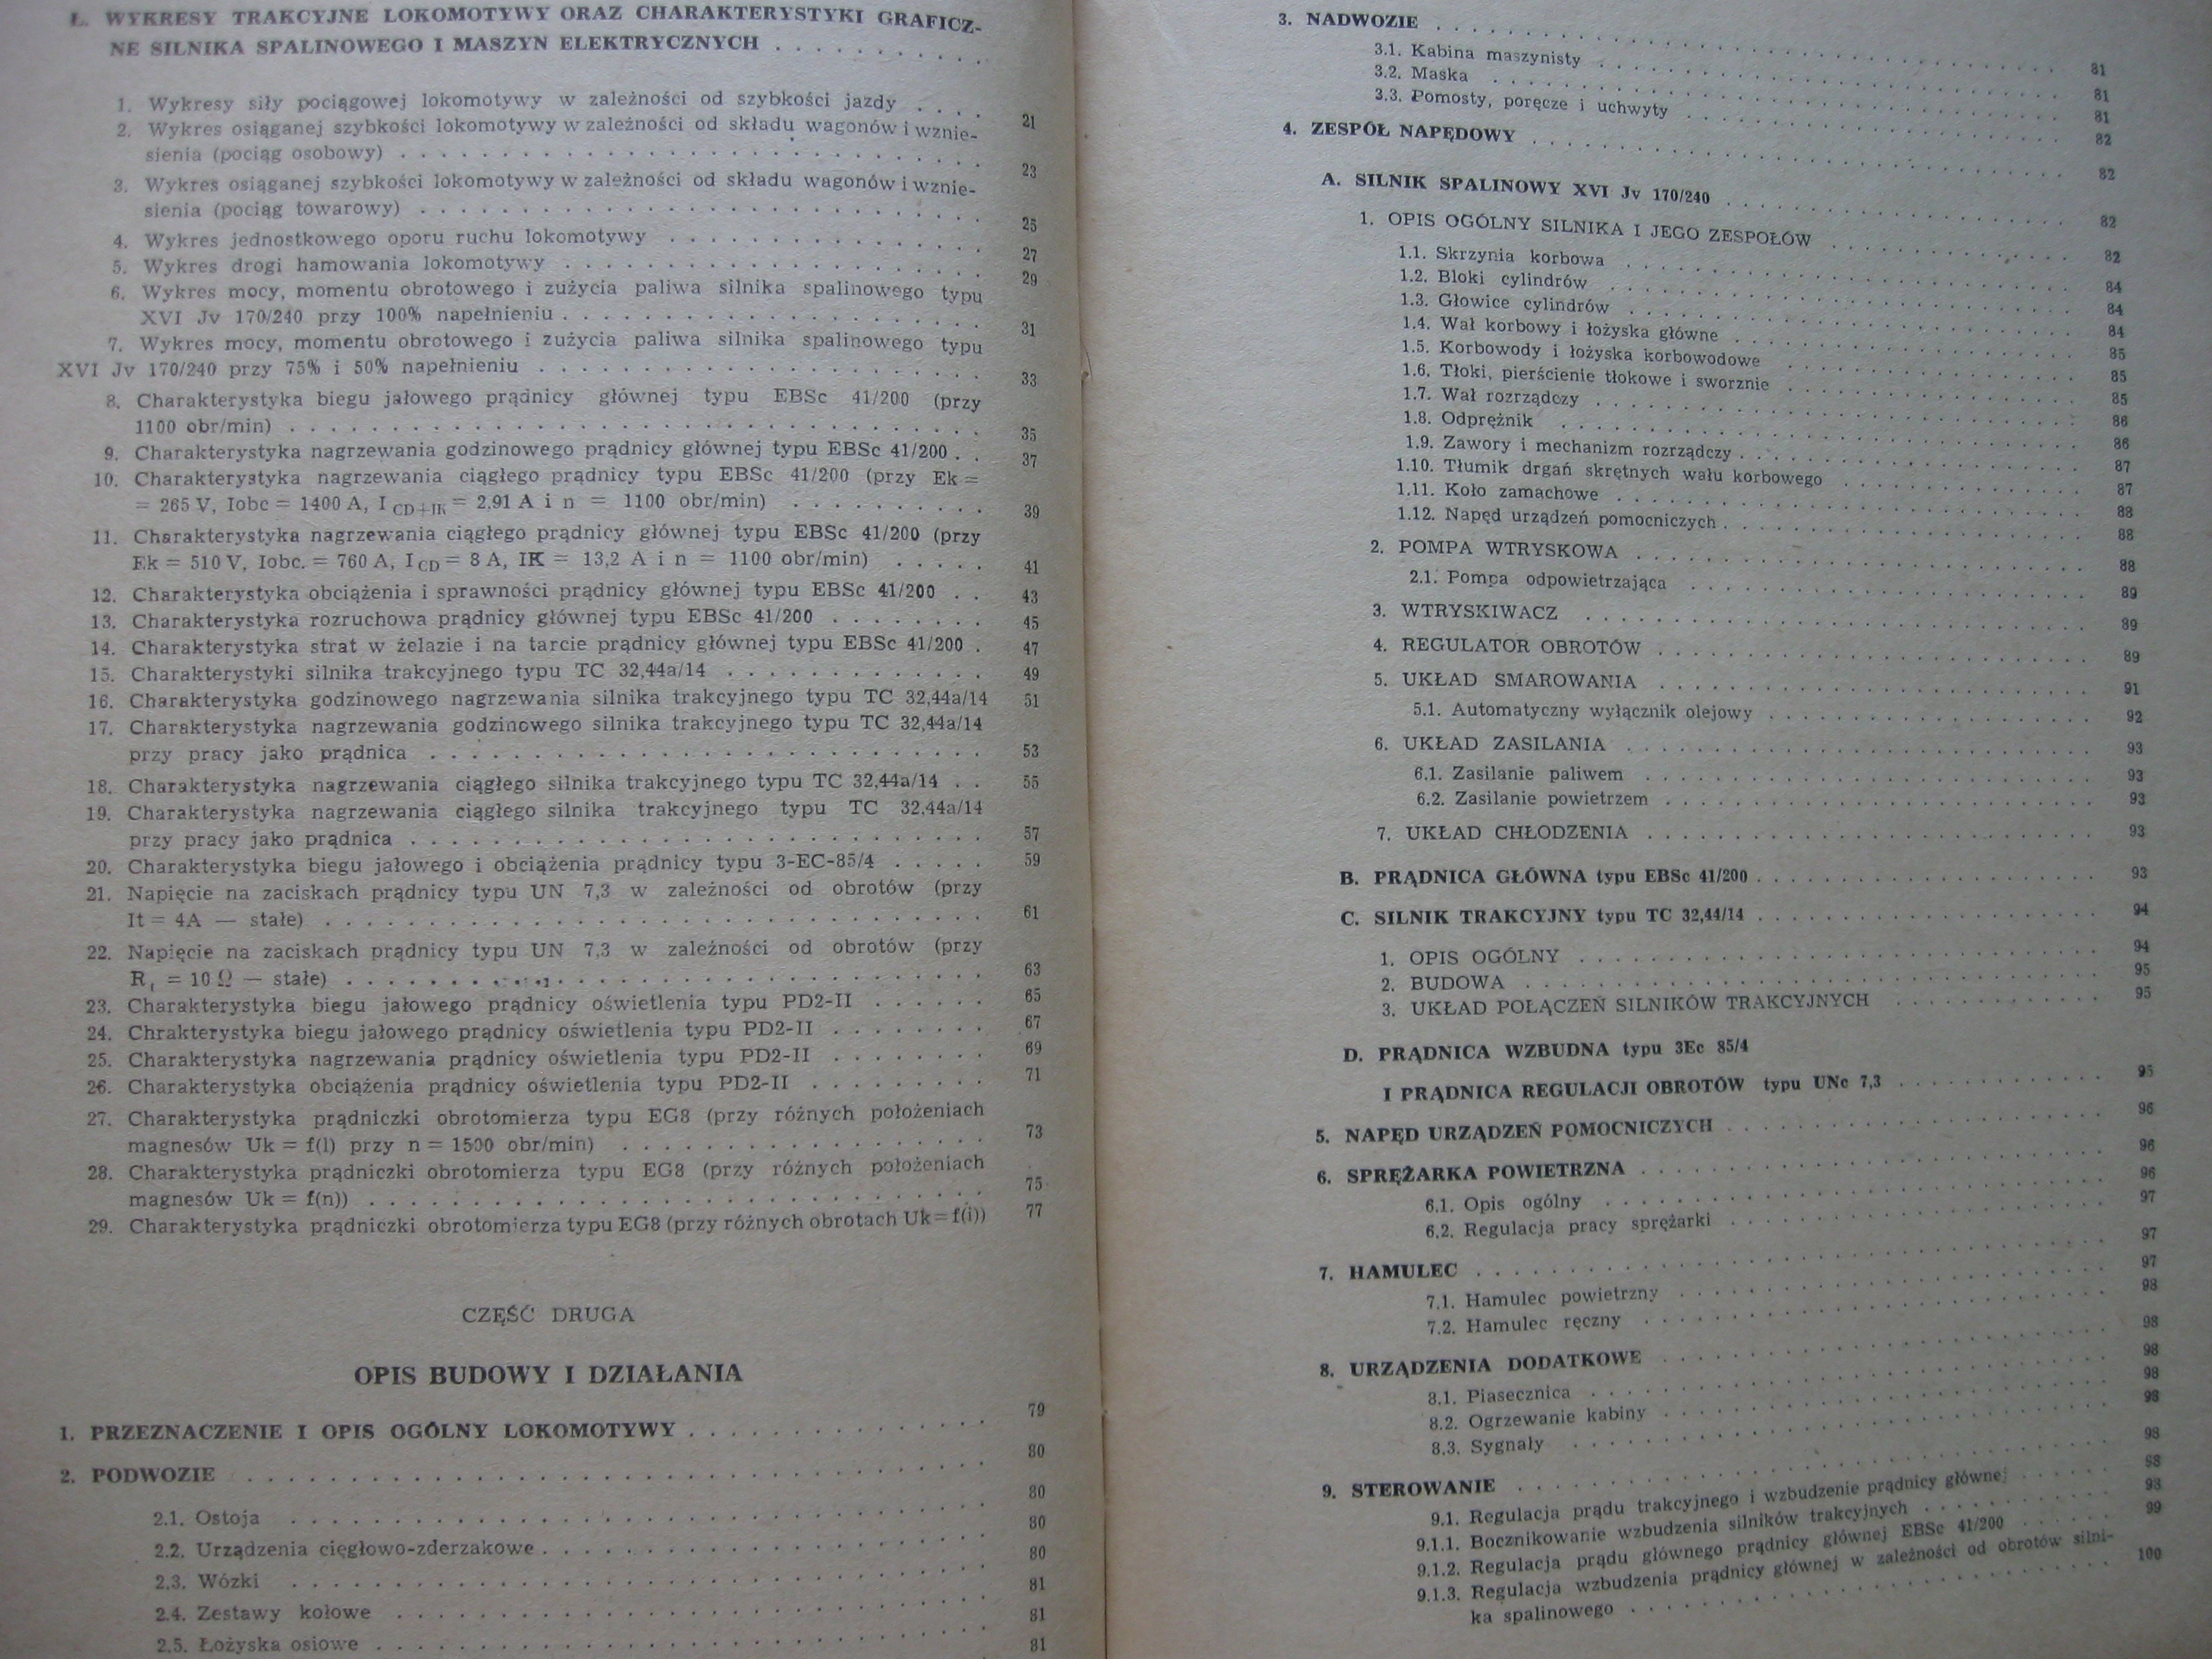 Ł. WYKRESY TRAKCYJNE LOKOMOTYWY ORAZ CHARAKTERYSTYKI GRAFICZ-
NE SILNIKA SPALINOWEGO I MASZYN ELEKTRYCZNYCH . . . . . . . . .
1. Wykresy siły pociągowej lokomotywy w zależności od szybkości jazdy . . . . 21
2. Wykres osiąganej szybkości lokomotywy w zależności od składu wagonów i wznie-
sienia (pociąg osobowy) . . . . . . . . . . 23
3. Wykres osiąganej szybkości lokomotywy w zależności od składu wagonów i wznie-
sienia (pociąg towarowy) . . . . . . . . . . 25
4. Wykres jednostkowego oporu ruchu lokomotywy . . . . . . . . . . 27
5. Wykres drogi hamowania lokomotywy . . . . . . . . . . 29
6. Wykres mocy, momentu obrotowego i zużycia paliwa silnika spalinowego typu
XVI Jv 170/240 przy 100% napełnieniu . . . . . . . . . . 31
7. Wykres mocy, momentu obrotowego i zużycia paliwa silnika spalinowego typu
XVI Jv 170/240 przy 75% i 50% napełnieniu . . . . . . . . . . 33
8. Charakterystyka biegu jałowego prądnicy głównej typu EBSc 41/200 (przy
1100 obr/min) . . . . . . . . . . 35
9. Charakterystyka nagrzewania godzinowego prądnicy głównej typu EBSc 41/200 . . 37
10. Charakterystyka nagrzewania ciągłego prądnicy typu EBSc 41/200 (przy Ek =
= 265 V, Iobc = 1400 A, I CD+IK = 2.91 A i n = 1100 obr/min) . . . . . . . . . . 39
11. Charakterystyka nagrzewania ciągłego prądnicy głównej typu EBSc 41/200 (przy
Ek = 510 V, Iobc. = 760 A, ICD = 8 A, IK = 13,2 A i n = 1100 obr/min) . . . . . 41
12. Charakterystyka obciążenia i sprawności prądnicy głównej typu EBSc 41/200 . . 43
13. Charakterystyka rozruchowa prądnicy głównej typu EBSc 41/200 . . . . . . . . 45
14. Charakterystyka strat w żelazie i na tarcie prądnicy głównej typu EBSc 41/200 . 47
15. Charakterystyki silnika trakcyjnego typu TC 32,44a/14 . . . . . . . . . . 49
16. Charakterystyka godzinowego nagrzewania silnika trakcyjnego typu TC 32,44a/14 51
17. Charakterystyka nagrzewania godzinowego silnika trakcyjnego typu TC 32,44a/14
przy pracy jako prądnica . . . . . . . . . . 53
18. Charakterystyka nagrzewania ciągłego silnika trakcyjnego typu TC 32,44a/14 . . 55
19. Charakterystyka nagrzewania ciągłego silnika trakcyjnego typu TC 32,44a/14
przy pracy jako prądnica . . . . . . . . . . 57
20. Charakterystyka biegu jałowego i obciążenia prądnicy typu 3-EC-85/4 . . . . . 59
21. Napięcie na zaciskach prądnicy typu UN 7,3 w zależności od obrotów (przy
It = 4A — stałe) . . . . . . . . . . 61
22. Napięcie na zaciskach prądnicy typu UN 7,3 w zależności od obrotów (przy
Rt = 10 Ω — stałe) . . . . . . . . . . 63
23. Charakterystyka biegu jałowego prądnicy oświetlenia typu PD2-II . . . . . . 65
24. Chrakterystyka biegu jałowego prądnicy oświetlenia typu PD2-II . . . . . . . . 67
25. Charakterystyka nagrzewania prądnicy oświetlenia typu PD2-II . . . . . . . . 69
26. Charakterystyka obciążenia prądnicy oświetlenia typu PD2-II . . . . . . . . . 71
27. Charakterystyka prądniczki obrotomierza typu EG8 (przy różnych położeniach
magnesów Uk = f(l) przy n = 1500 obr/min) . . . . . . . . . . 73
28. Charakterystyka prądniczki obrotomierza typu EG8 (przy różnych położeniach
magnesów Uk = f(n)) . . . . . . . . . . 75
29. Charakterystyka prądniczki obrotomierza typu EG8 (przy różnych obrotach Uk = f(i)) 77
CZĘŚĆ DRUGA
OPIS BUDOWY I DZIAŁANIA
1. PRZEZNACZENIE I OPIS OGÓLNY LOKOMOTYWY . . . . . . . . . . 79
2. PODWOZIE . . . . . . . . . . 80
2.1. Ostoja . . . . . . . . . . 80
2.2. Urządzenia cięgłowo-zderzakowe . . . . . . . . . . 80
2.3. Wózki . . . . . . . . . . 80
2.4. Zestawy kołowe . . . . . . . . . . 81
2.5. Łożyska osiowe . . . . . . . . . . 81
81
3. NADWOZIE . . . . . . . . . . 81
3.1. Kabina maszynisty . . . . . . . . . . 81
3.2. Maska . . . . . . . . . . 81
3.3. Pomosty, poręcze i uchwyty . . . . . . . . . . 82
4. ZESPÓŁ NAPĘDOWY . . . . . . . . . . 82
A. SILNIK SPALINOWY XVI Jv 170/240 . . . . . . . . . . 82
1. OPIS OGÓLNY SILNIKA I JEGO ZESPOŁÓW . . . . . . . . . . 82
1.1. Skrzynia korbowa . . . . . . . . . . 84
1.2. Bloki cylindrów . . . . . . . . . . 84
1.3. Głowice cylindrów . . . . . . . . . . 84
1.4. Wał korbowy i łożyska główne . . . . . . . . . . 85
1.5. Korbowody i łożyska korbowodowe . . . . . . . . . . 85
1.6. Tłoki, pierścienie tłokowe i sworznie . . . . . . . . . . 85
1.7. Wał rozrządczy . . . . . . . . . . 86
1.8. Odprężnik . . . . . . . . . . 86
1.9. Zawory i mechanizm rozrządczy . . . . . . . . . . 87
1.10. Tłumik drgań skrętnych wału korbowego . . . . . . . . . . 87
1.11. Koło zamachowe . . . . . . . . . . 88
1.12. Napęd urządzeń pomocniczych . . . . . . . . . . 88
2. POMPA WTRYSKOWA . . . . . . . . . . 88
2.1. Pompa odpowietrzająca . . . . . . . . . . 89
3. WTRYSKIWACZ . . . . . . . . . . 89
4. REGULATOR OBROTÓW . . . . . . . . . . 89
5. UKŁAD SMAROWANIA . . . . . . . . . . 91
5.1. Automatyczny wyłącznik olejowy . . . . . . . . . . 92
6. UKŁAD ZASILANIA . . . . . . . . . . 93
6.1. Zasilanie paliwem . . . . . . . . . . 93
6.2. Zasilanie powietrzem . . . . . . . . . . 93
7. UKŁAD CHŁODZENIA . . . . . . . . . . 93
B. PRĄDNICA GŁÓWNA typu EBSc 41/200 . . . . . . . . . . 93
C. SILNIK TRAKCYJNY typu TC 32,44/14 . . . . . . . . . . 94
1. OPIS OGÓLNY . . . . . . . . . . 94
2. BUDOWA . . . . . . . . . . 95
3. UKŁAD POŁĄCZEŃ SILNIKÓW TRAKCYJNYCH . . . . . . . . . . 95
D. PRĄDNICA WZBUDNA typu 3Ec 85/4
I PRĄDNICA REGULACJI OBROTÓW typu UNc 7,3 . . . . . . . . . . 95
5. NAPĘD URZĄDZEŃ POMOCNICZYCH . . . . . . . . . . 96
6. SPRĘŻARKA POWIETRZNA . . . . . . . . . . 96
6.1. Opis ogólny . . . . . . . . . . 96
6.2. Regulacja pracy sprężarki . . . . . . . . . . 97
7. HAMULEC . . . . . . . . . . 97
7.1. Hamulec powietrzny . . . . . . . . . . 97
7.2. Hamulec ręczny . . . . . . . . . . 98
8. URZĄDZENIA DODATKOWE . . . . . . . . . . 98
8.1. Piasecznica . . . . . . . . . . 98
8.2. Ogrzewanie kabiny . . . . . . . . . . 98
8.3. Sygnały . . . . . . . . . . 98
9. STEROWANIE . . . . . . . . . . 98
9.1. Regulacja prądu trakcyjnego i wzbudzenie prądnicy głównej . . . . . 98
9.1.1. Bocznikowanie wzbudzenia silników trakcyjnych . . . . . . . . . . 98
9.1.2. Regulacja prądu głównego prądnicy głównej EBSc 41/200 . . . . . 99
9.1.3. Regulacja wzbudzenia prądnicy głównej w zależności od obrotów silni-
ka spalinowego . . . . . . . . . . 100